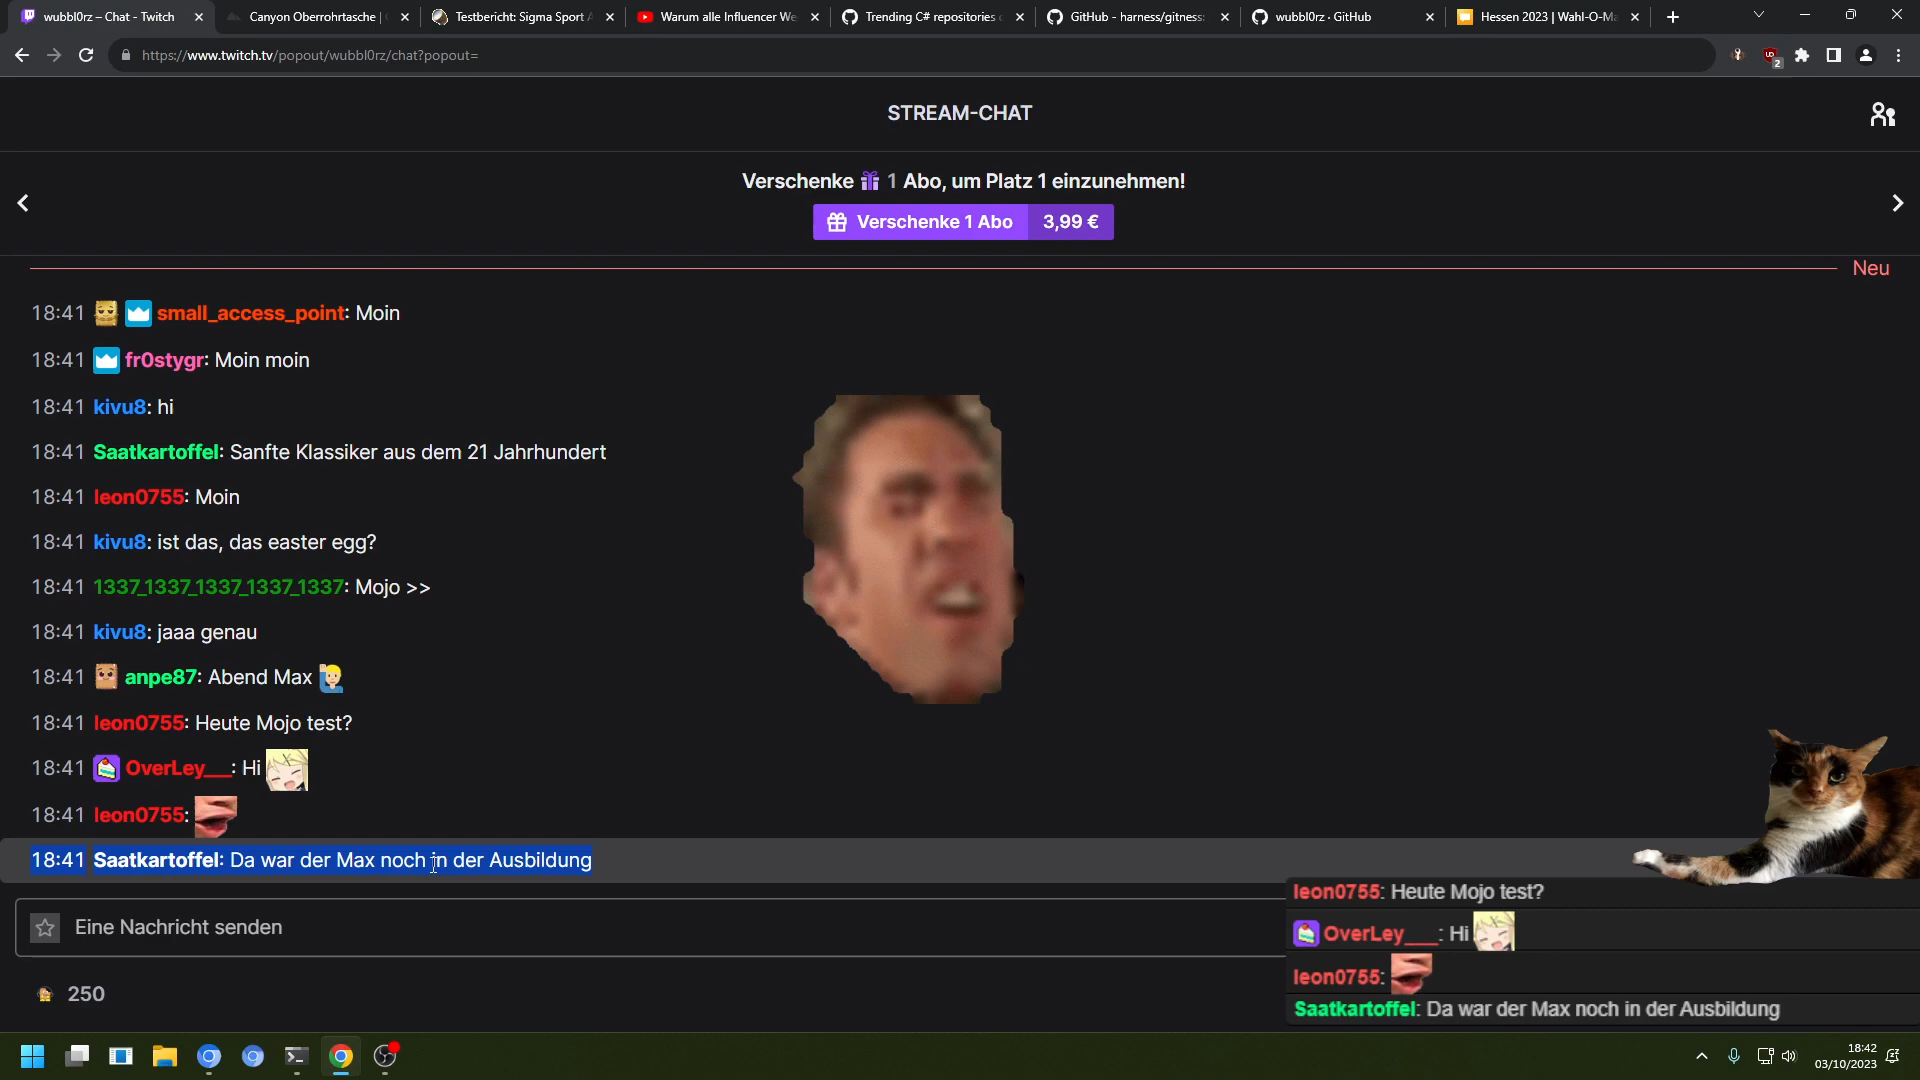 wubbl0rz – Chat - Twitch
Canyon Oberrohrtasche |
Testbericht: Sigma Sport A
Warum alle Influencer We
Trending C# repositories o
GitHub - harness/gitness:
wubbl0rz · GitHub
Hessen 2023 | Wahl-O-Ma
https://www.twitch.tv/popout/wubbl0rz/chat?popout=
2
STREAM-CHAT
Verschenke 1 Abo, um Platz 1 einzunehmen!
Verschenke 1 Abo 3,99 €
Neu
18:41 small_access_point: Moin
18:41 fr0stygr: Moin moin
18:41 kivu8: hi
18:41 Saatkartoffel: Sanfte Klassiker aus dem 21 Jahrhundert
18:41 leon0755: Moin
18:41 kivu8: ist das, das easter egg?
18:41 1337_1337_1337_1337_1337: Mojo >>
18:41 kivu8: jaaa genau
18:41 anpe87: Abend Max
18:41 leon0755: Heute Mojo test?
18:41 OverLey___: Hi
18:41 leon0755:
18:41 Saatkartoffel: Da war der Max noch in der Ausbildung
Eine Nachricht senden
250
leon0755: Heute Mojo test?
OverLey___: Hi
leon0755:
Saatkartoffel: Da war der Max noch in der Ausbildung
18:42
03/10/2023